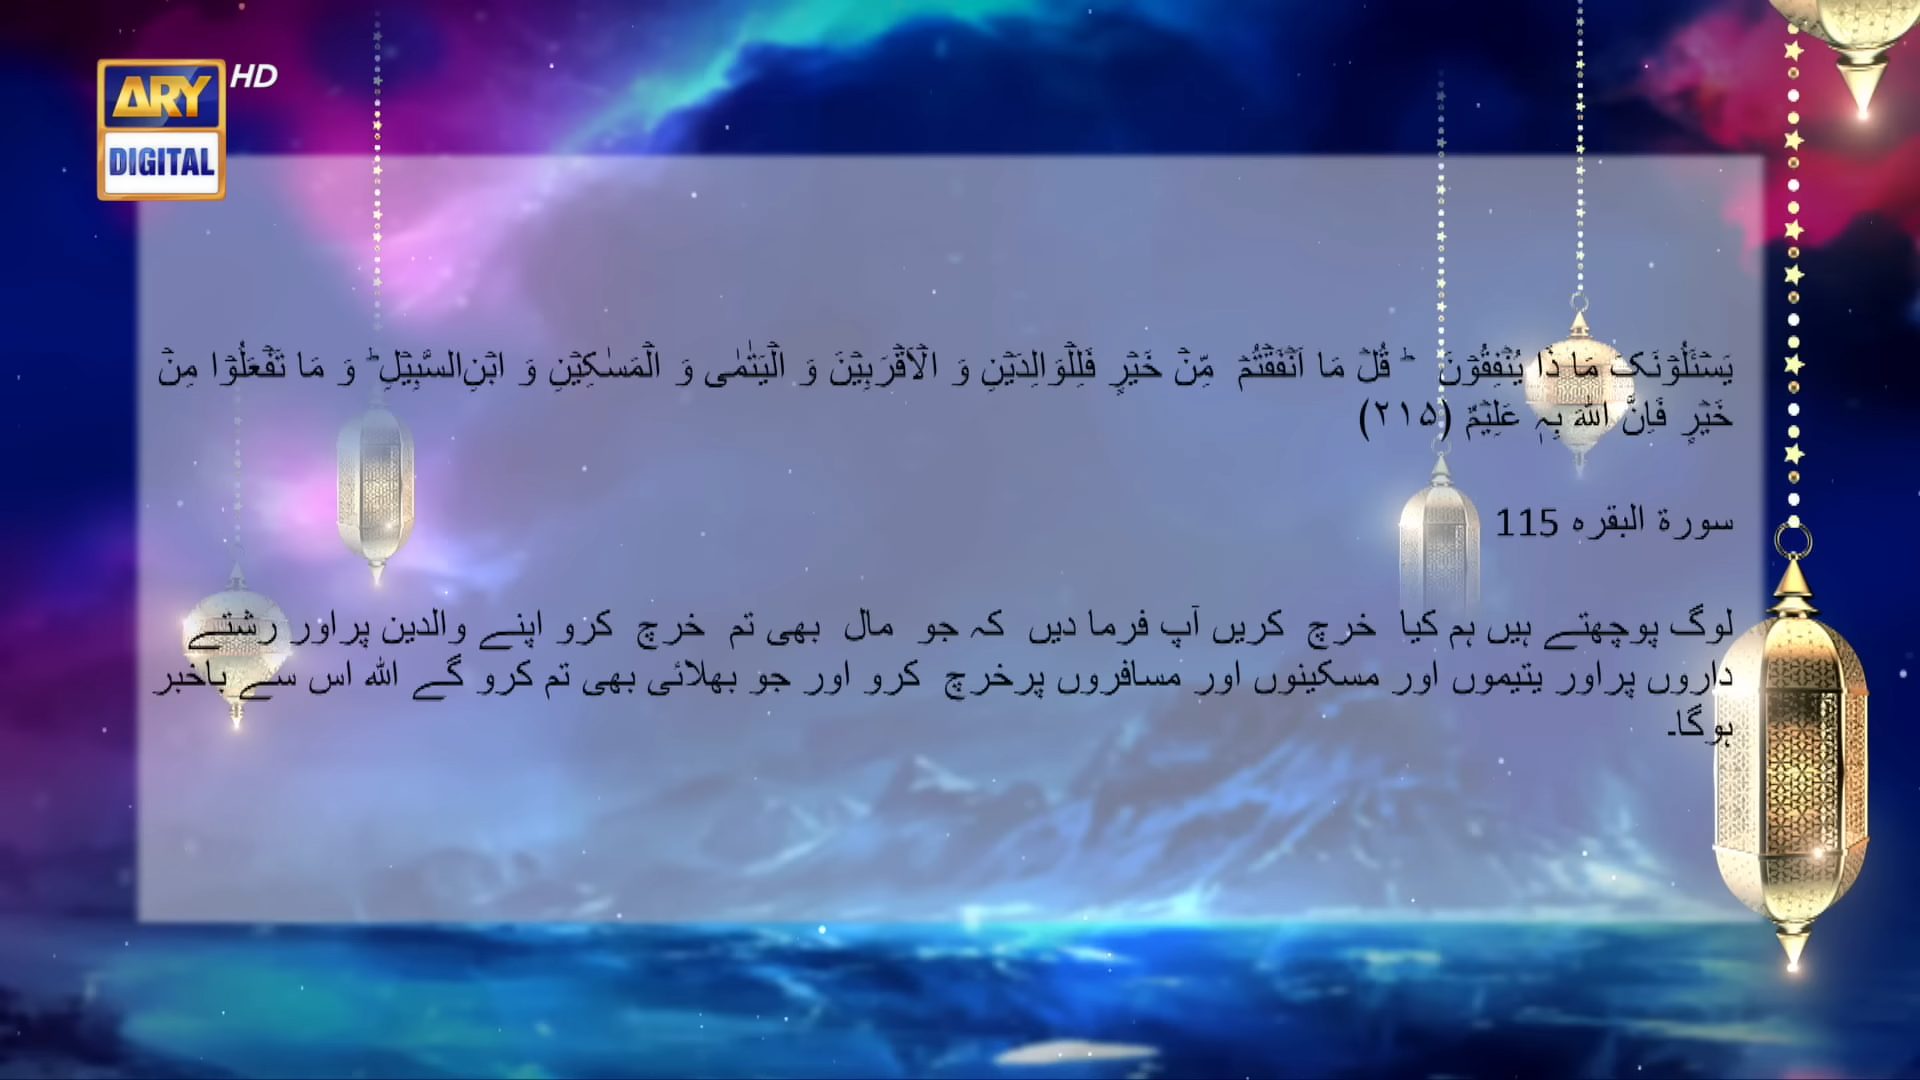 ARY HD
DIGITAL
یَسۡـَٔلُوۡنَکَ مَا ذَا یُنۡفِقُوۡنَ ؕ قُلۡ مَاۤ اَنۡفَقۡتُمۡ مِّنۡ خَیۡرٍ فَلِلۡوَالِدَیۡنِ وَ الۡاَقۡرَبِیۡنَ وَ الۡیَتٰمٰی وَ الۡمَسٰکِیۡنِ وَ ابۡنِ السَّبِیۡلِ ؕ وَ مَا تَفۡعَلُوۡا مِنۡ
خَیۡرٍ فَاِنَّ اللّٰہَ بِہٖ عَلِیۡمٌ (۲۱۵)
سورۃ البقرہ 115
لوگ پوچھتے ہیں ہم کیا خرچ کریں آپ فرما دیں کہ جو مال بھی تم خرچ کرو اپنے والدین پراور رشتے
داروں پراور یتیموں اور مسکینوں اور مسافروں پرخرچ کرو اور جو بھلائی بھی تم کرو گے اللہ اس سے باخبر
ہوگا۔